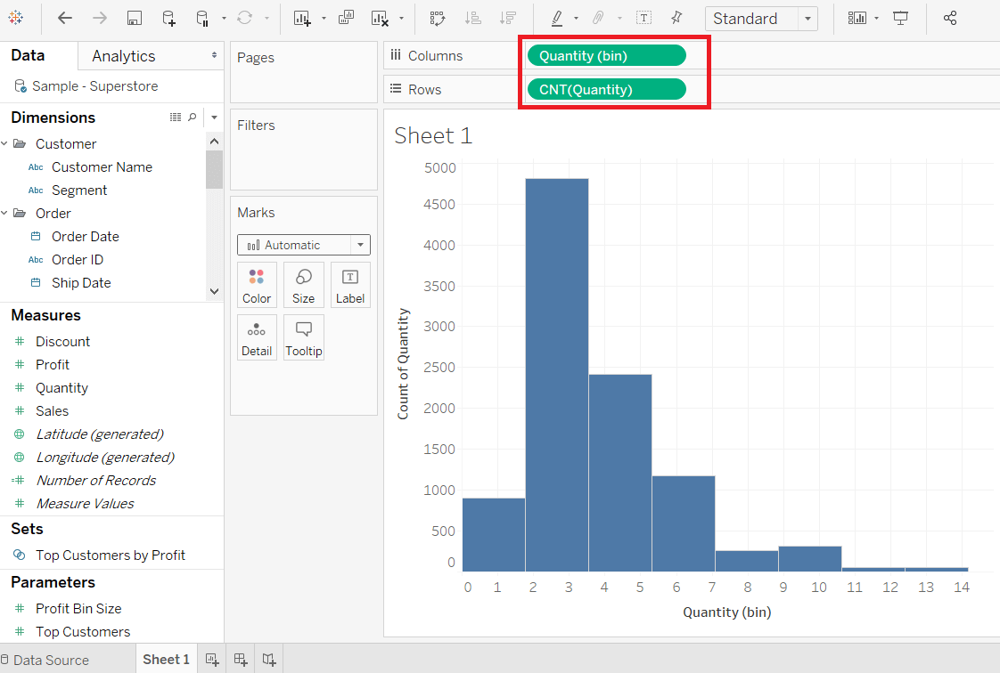 Standard
Data
Analytics
Sample - Superstore
Dimensions
Customer
Abc Customer Name
Abc Segment
Order
Order Date
Abc Order ID
Ship Date
Measures
# Discount
# Profit
# Quantity
# Sales
Latitude (generated)
Longitude (generated)
=# Number of Records
# Measure Values
Sets
Top Customers by Profit
Parameters
# Profit Bin Size
# Top Customers
Pages
Filters
Marks
Automatic
Color Size Label
Detail Tooltip
Columns Quantity (bin)
Rows CNT(Quantity)
Sheet 1
5000
4500
4000
3500
3000
2500
2000
1500
1000
500
0
Count of Quantity
0 1 2 3 4 5 6 7 8 9 10 11 12 13 14
Quantity (bin)
Data Source
Sheet 1